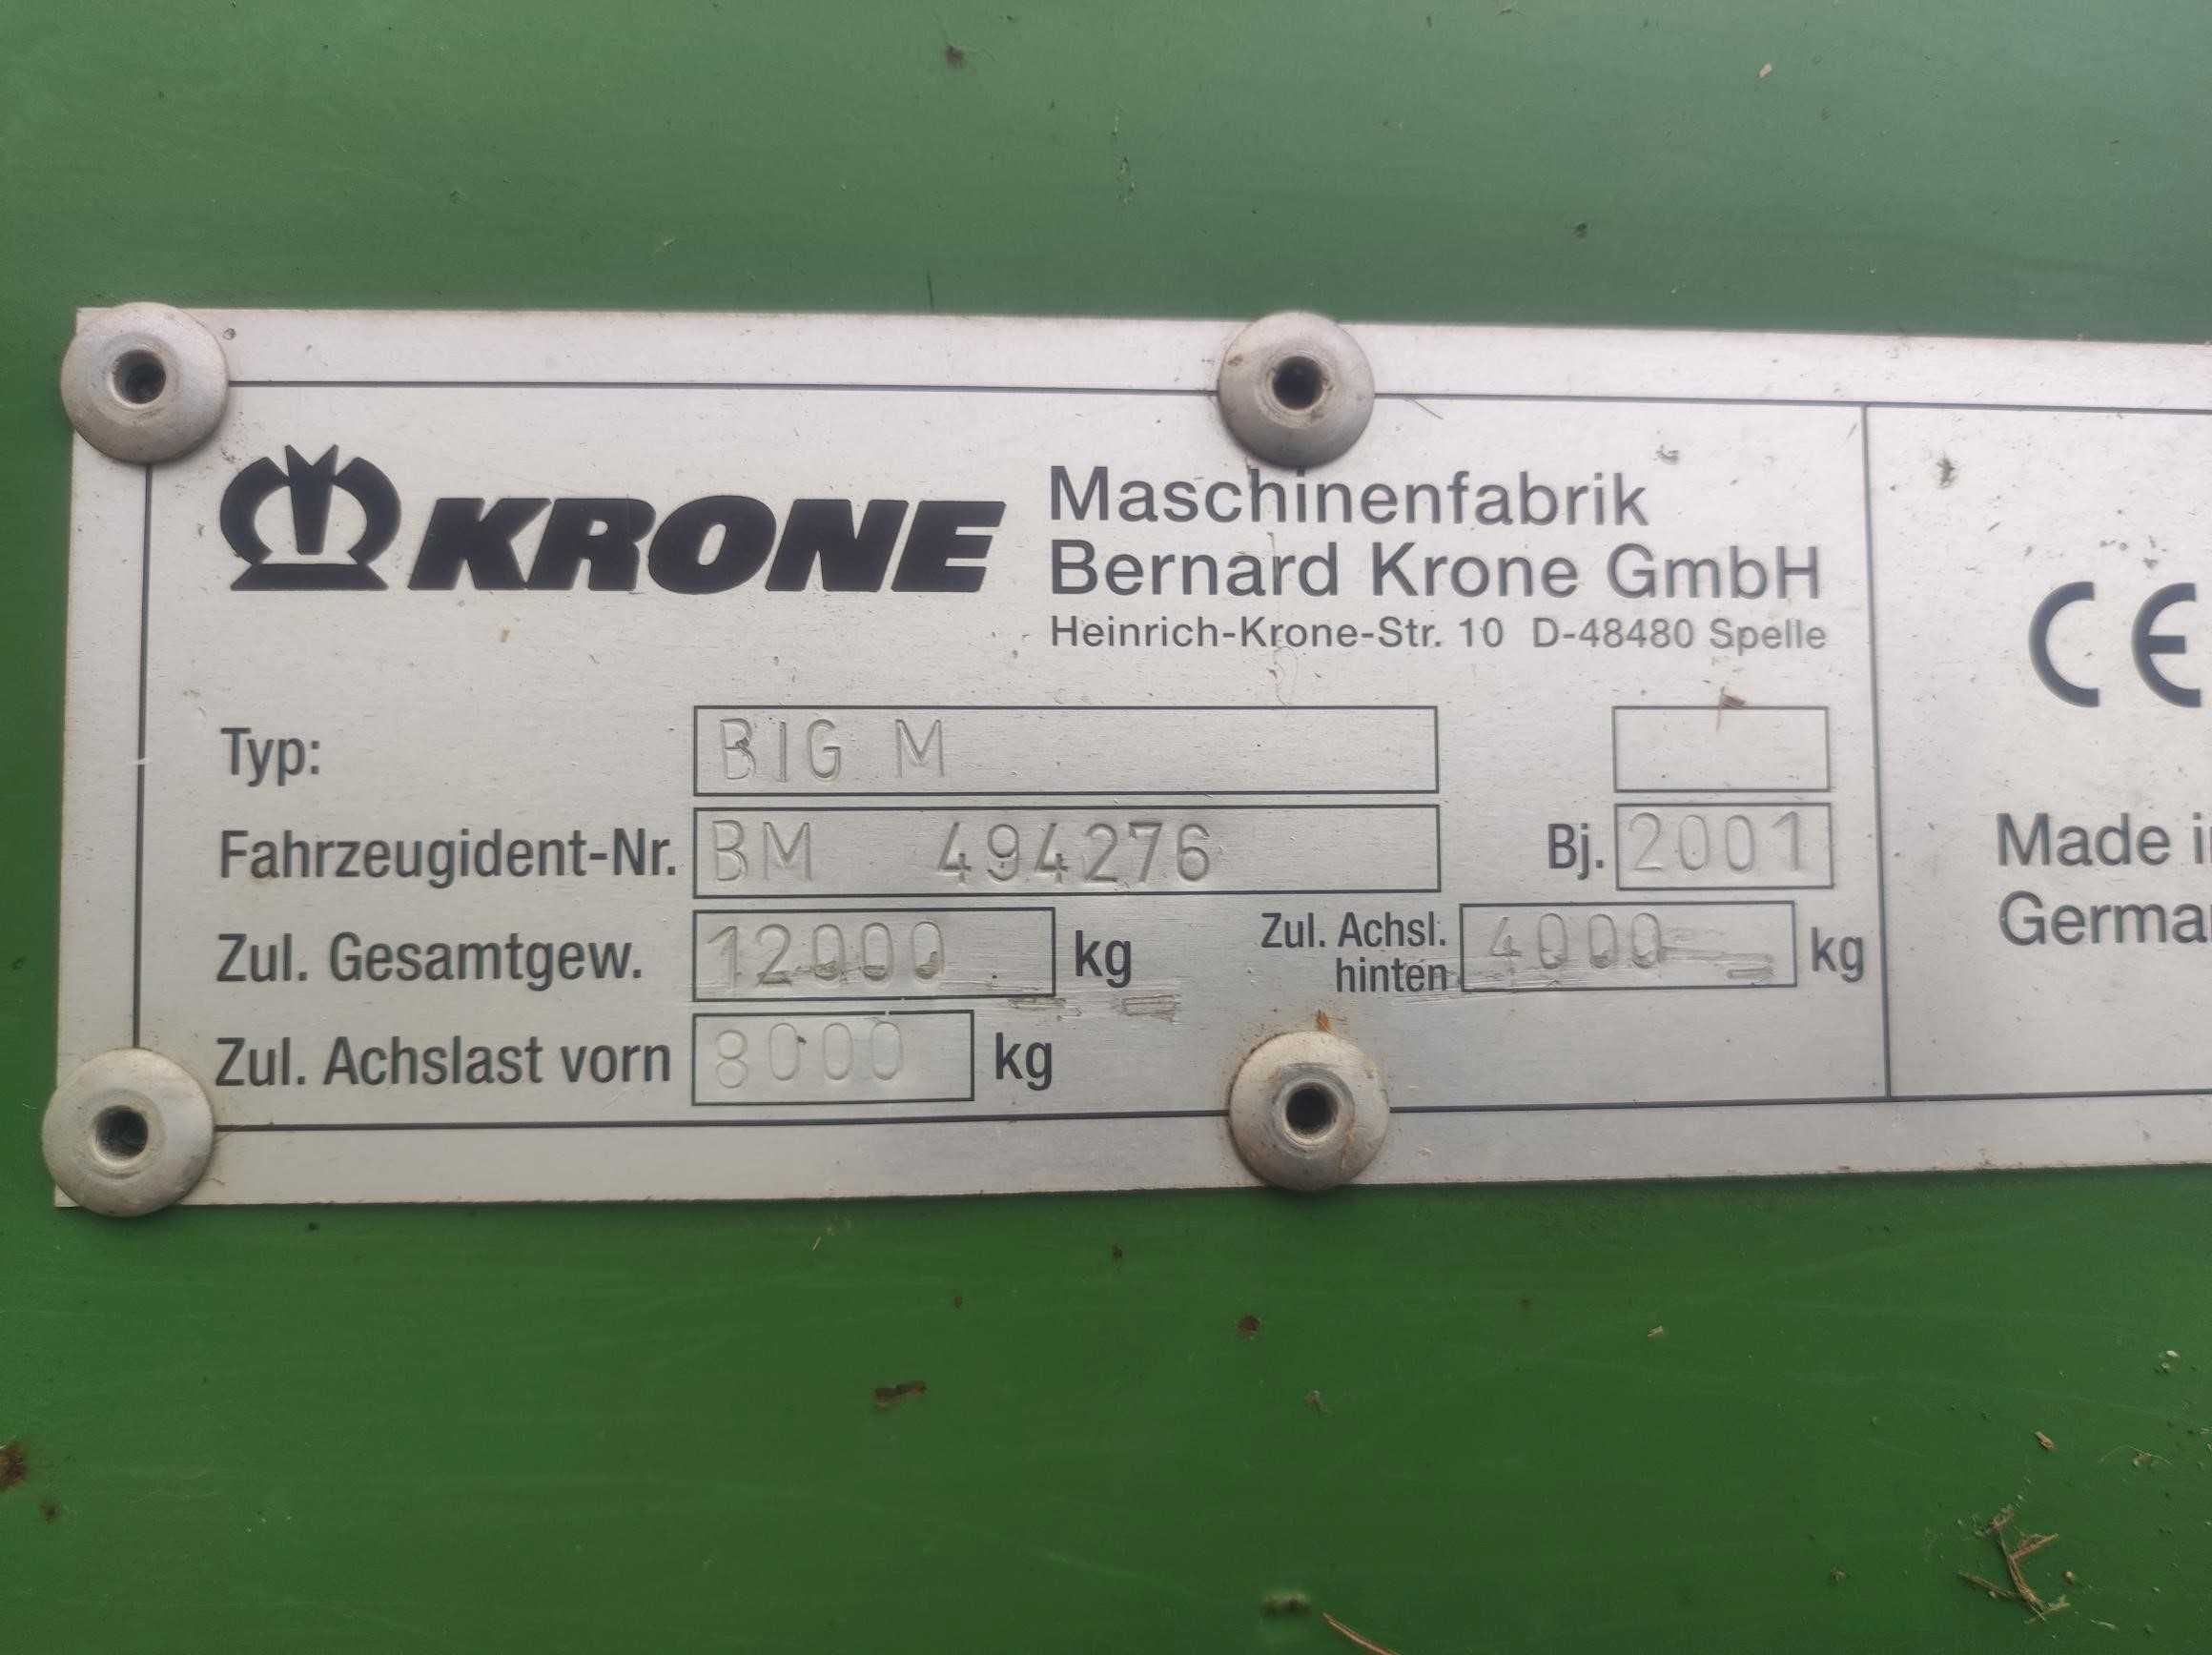 KRONE
Maschinenfabrik
Bernard Krone GmbH
Heinrich-Krone-Str. 10 D-48480 Spelle
CE
Typ: BIG M
Fahrzeugident-Nr. BM 494276 Bj. 2001
Zul. Gesamtgew. 12000 kg Zul. Achsl. hinten 4000 kg
Zul. Achslast vorn 8000 kg
Made i
Germa